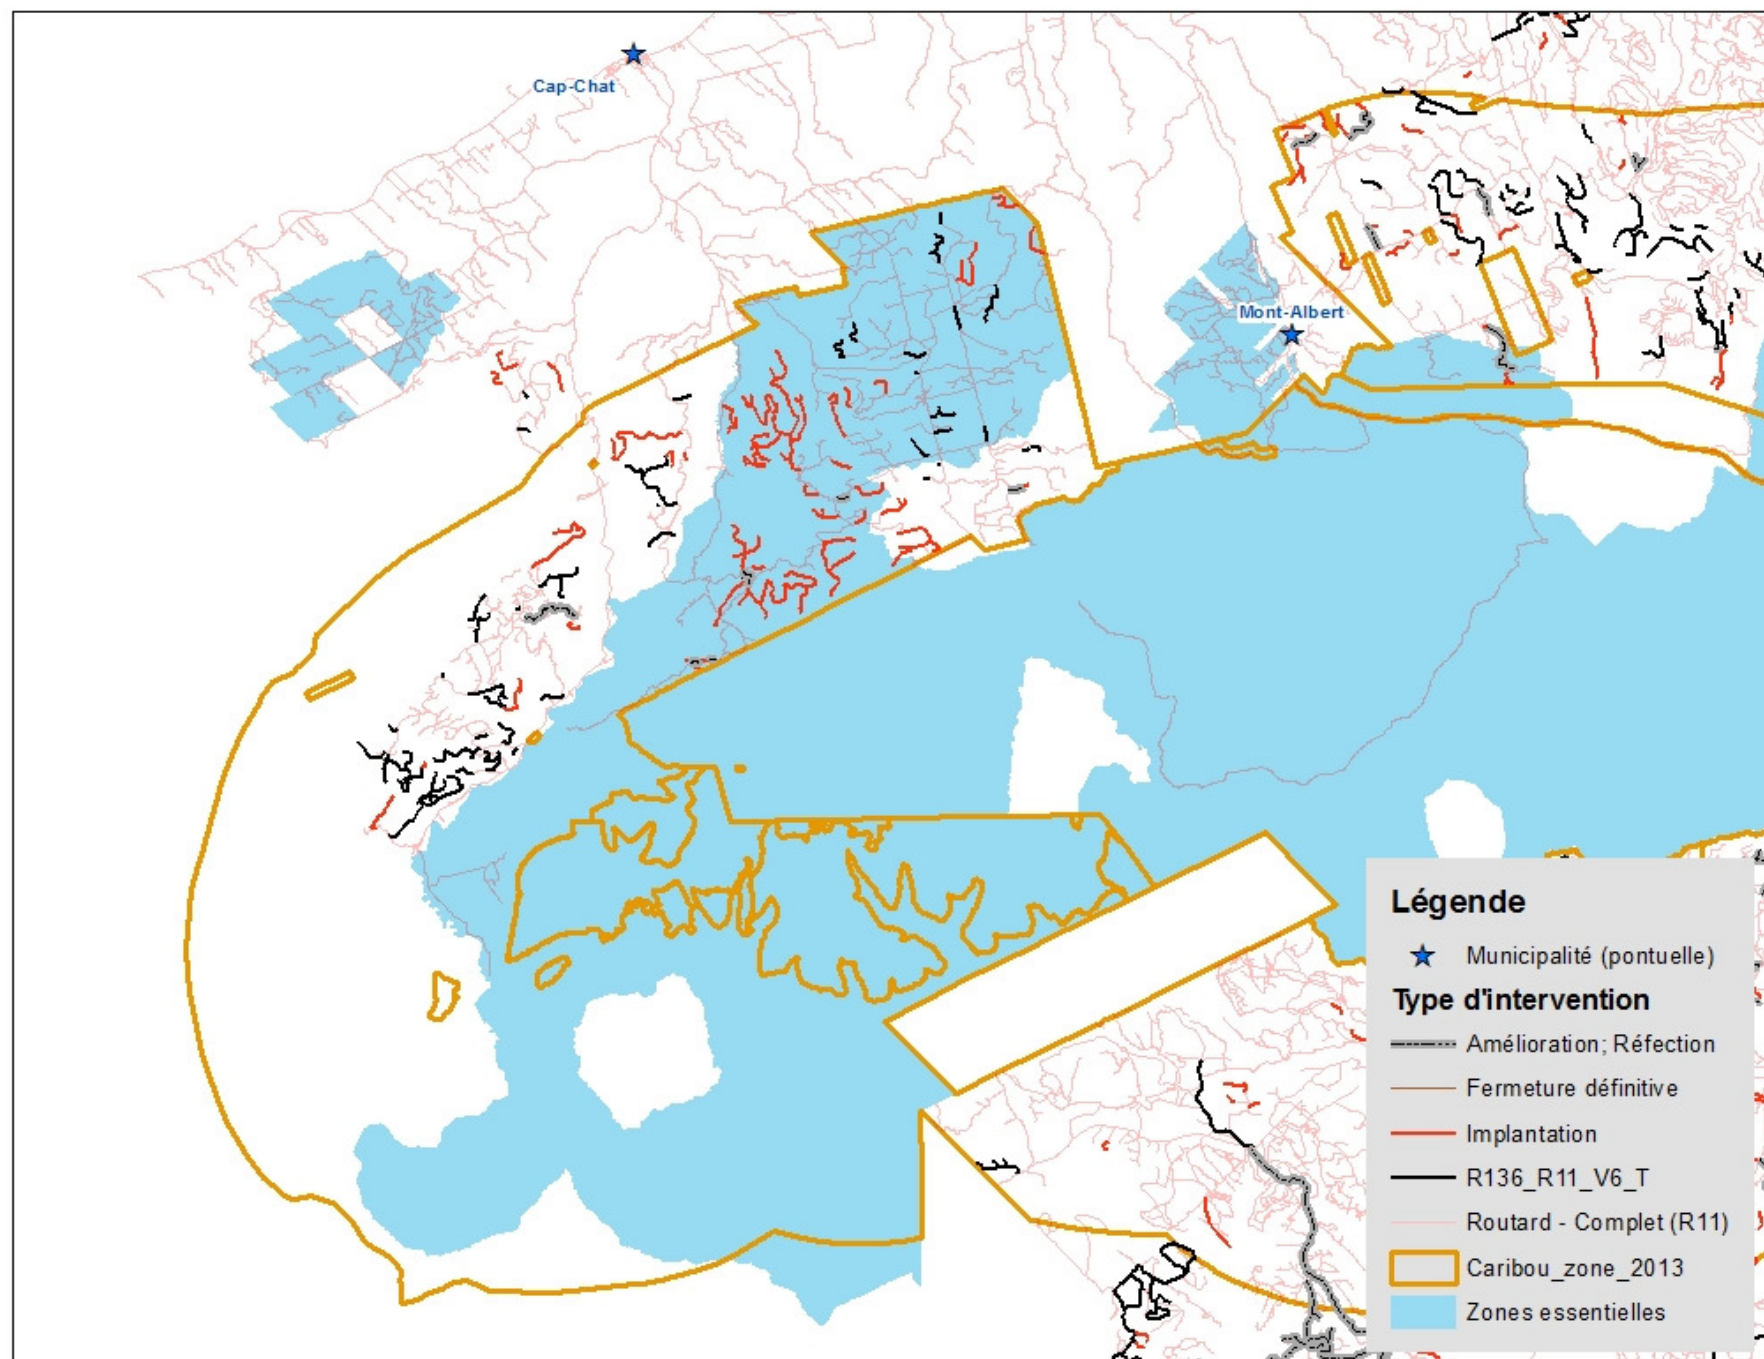 Cap-Chat
Mont-Albert
Légende
Municipalité (pontuelle)
Type d'intervention
Amélioration; Réfection
Fermeture définitive
Implantation
R136_R11_V6_T
Routard - Complet (R11)
Caribou_zone_2013
Zones essentielles